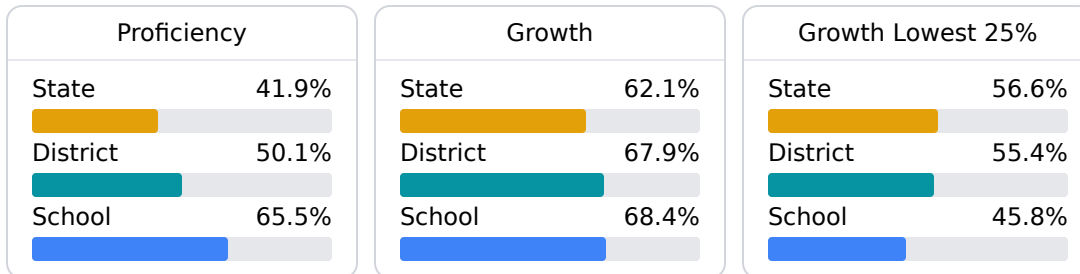 Proficiency
State 41.9%
District 50.1%
School 65.5%
Growth
State 62.1%
District 67.9%
School 68.4%
Growth Lowest 25%
State 56.6%
District 55.4%
School 45.8%